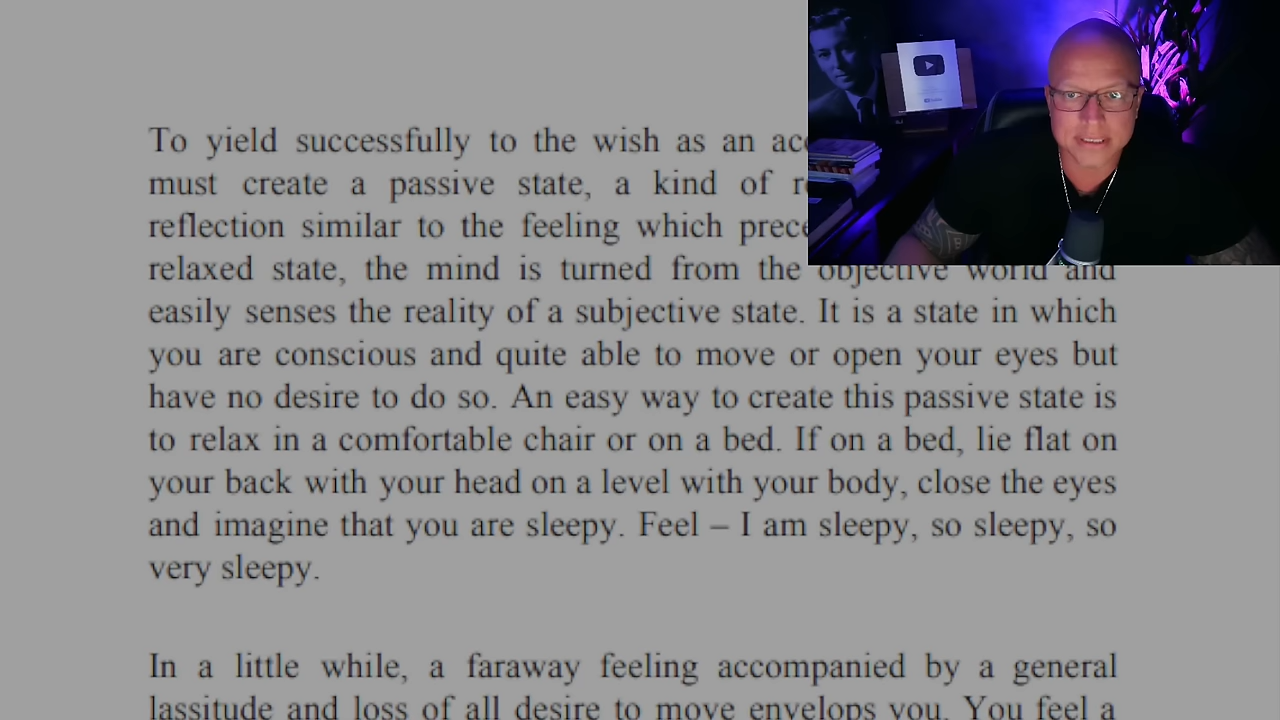 To yield successfully to the wish as an
must create a passive state, a kind of
reflection similar to the feeling which
relaxed state, the mind is turned from the objective world and
easily senses the reality of a subjective state. It is a state in which
you are conscious and quite able to move or open your eyes but
have no desire to do so. An easy way to create this passive state is
to relax in a comfortable chair or on a bed. If on a bed, lie flat on
your back with your head on a level with your body, close the eyes
and imagine that you are sleepy. Feel – I am sleepy, so sleepy, so
very sleepy.
In a little while, a faraway feeling accompanied by a general
lassitude and loss of all desire to move envelops you. You feel a